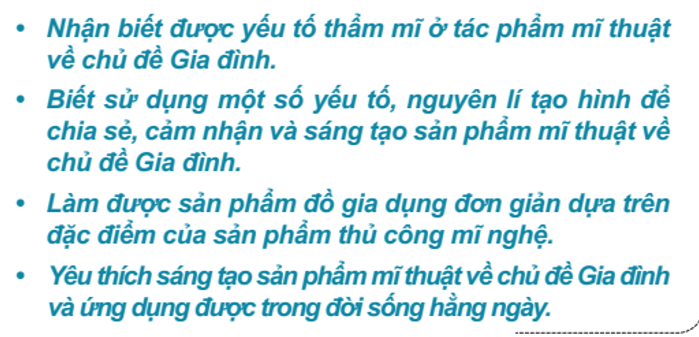 • Nhận biết được yếu tố thẩm mĩ ở tác phẩm mĩ thuật
về chủ đề Gia đình.
• Biết sử dụng một số yếu tố, nguyên lí tạo hình để
chia sẻ, cảm nhận và sáng tạo sản phẩm mĩ thuật về
chủ đề Gia đình.
• Làm được sản phẩm đồ gia dụng đơn giản dựa trên
đặc điểm của sản phẩm thủ công mĩ nghệ.
• Yêu thích sáng tạo sản phẩm mĩ thuật về chủ đề Gia đình
và ứng dụng được trong đời sống hằng ngày.